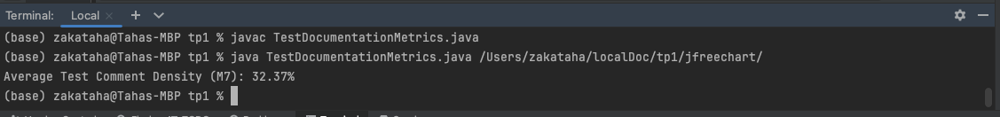 Terminal: Local × + ⌄
(base) zakataha@Tahas-MBP tp1 % javac TestDocumentationMetrics.java
(base) zakataha@Tahas-MBP tp1 % java TestDocumentationMetrics.java /Users/zakataha/localDoc/tp1/jfreechart/
Average Test Comment Density (M7): 32.37%
(base) zakataha@Tahas-MBP tp1 %